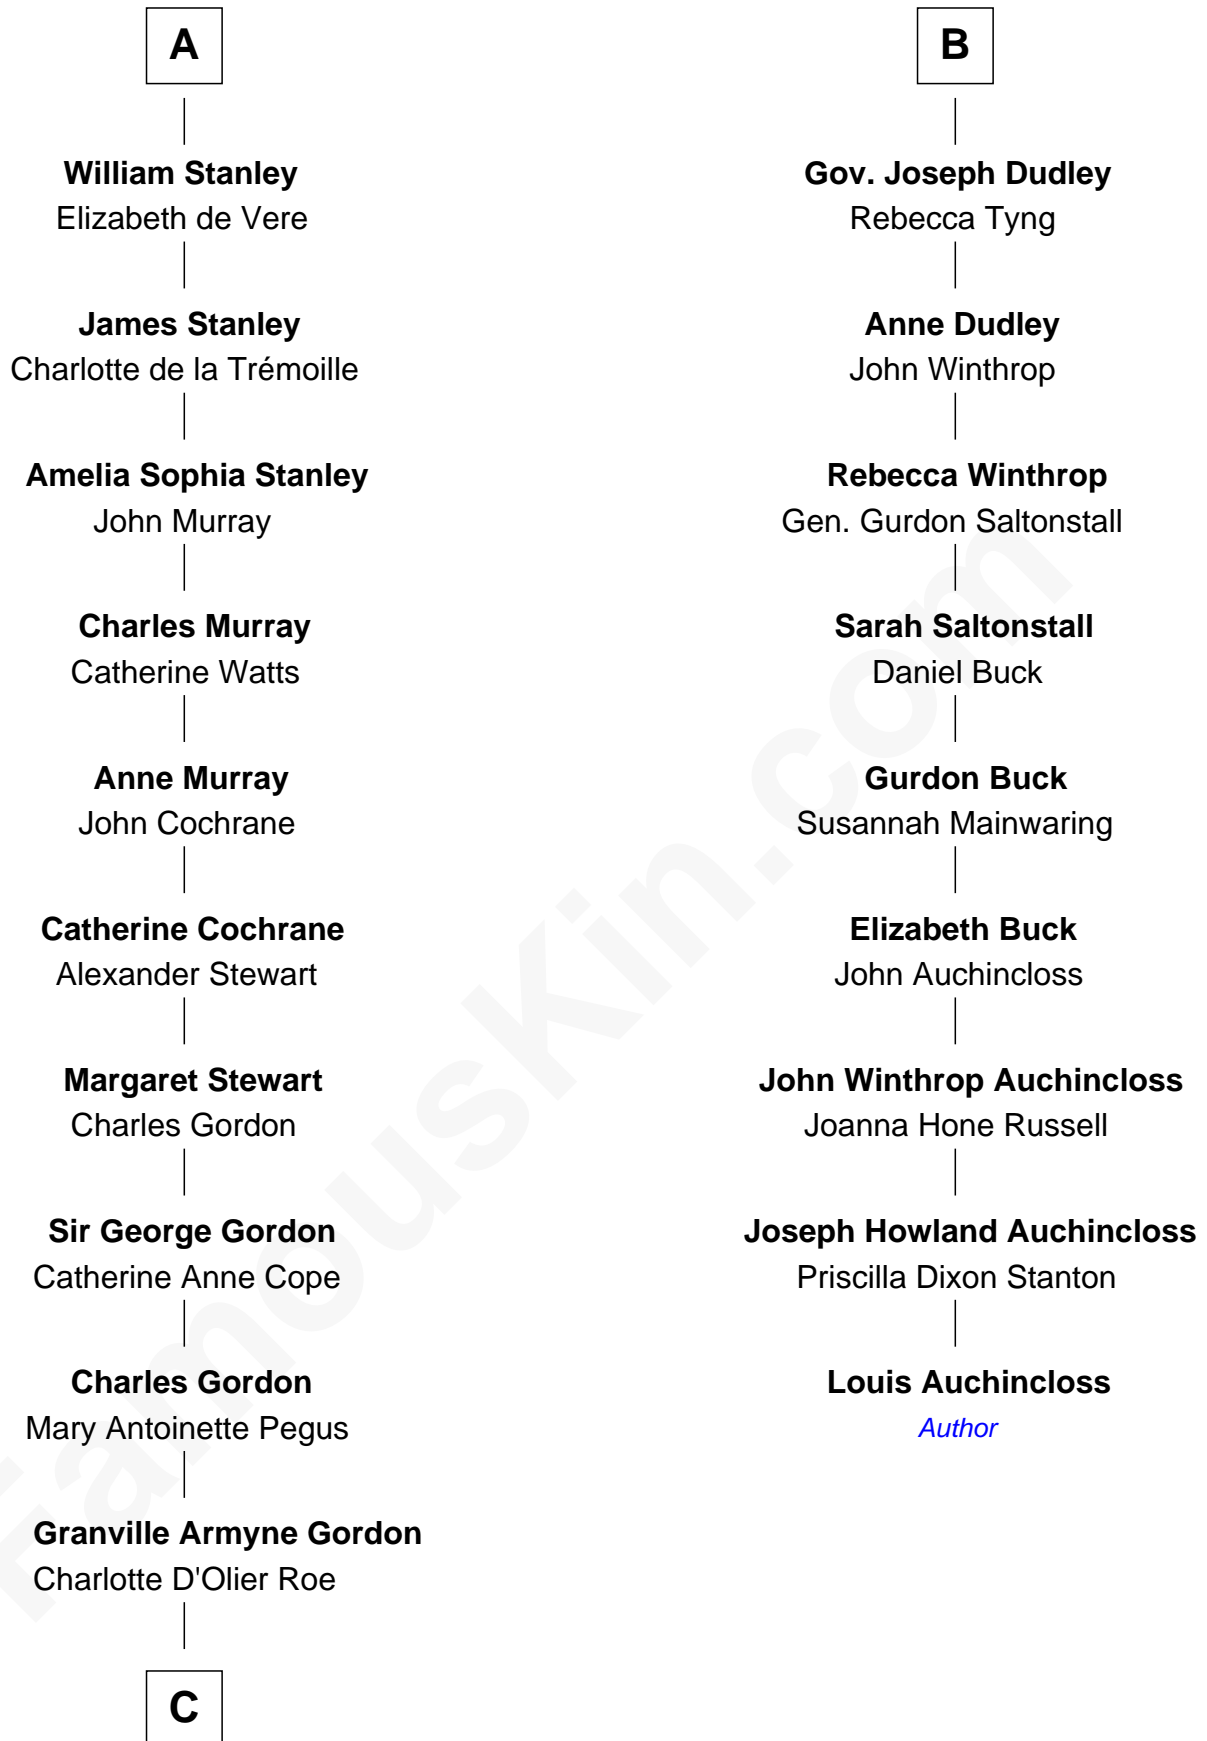 A
William Stanley
Elizabeth de Vere
James Stanley
Charlotte de la Trémoille
Amelia Sophia Stanley
John Murray
Charles Murray
Catherine Watts
Anne Murray
John Cochrane
Catherine Cochrane
Alexander Stewart
Margaret Stewart
Charles Gordon
Sir George Gordon
Catherine Anne Cope
Charles Gordon
Mary Antoinette Pegus
Granville Armyne Gordon
Charlotte D'Olier Roe
C
B
Gov. Joseph Dudley
Rebecca Tyng
Anne Dudley
John Winthrop
Rebecca Winthrop
Gen. Gurdon Saltonstall
Sarah Saltonstall
Daniel Buck
Gurdon Buck
Susannah Mainwaring
Elizabeth Buck
John Auchincloss
John Winthrop Auchincloss
Joanna Hone Russell
Joseph Howland Auchincloss
Priscilla Dixon Stanton
Louis Auchincloss
Author
FamousKin.com